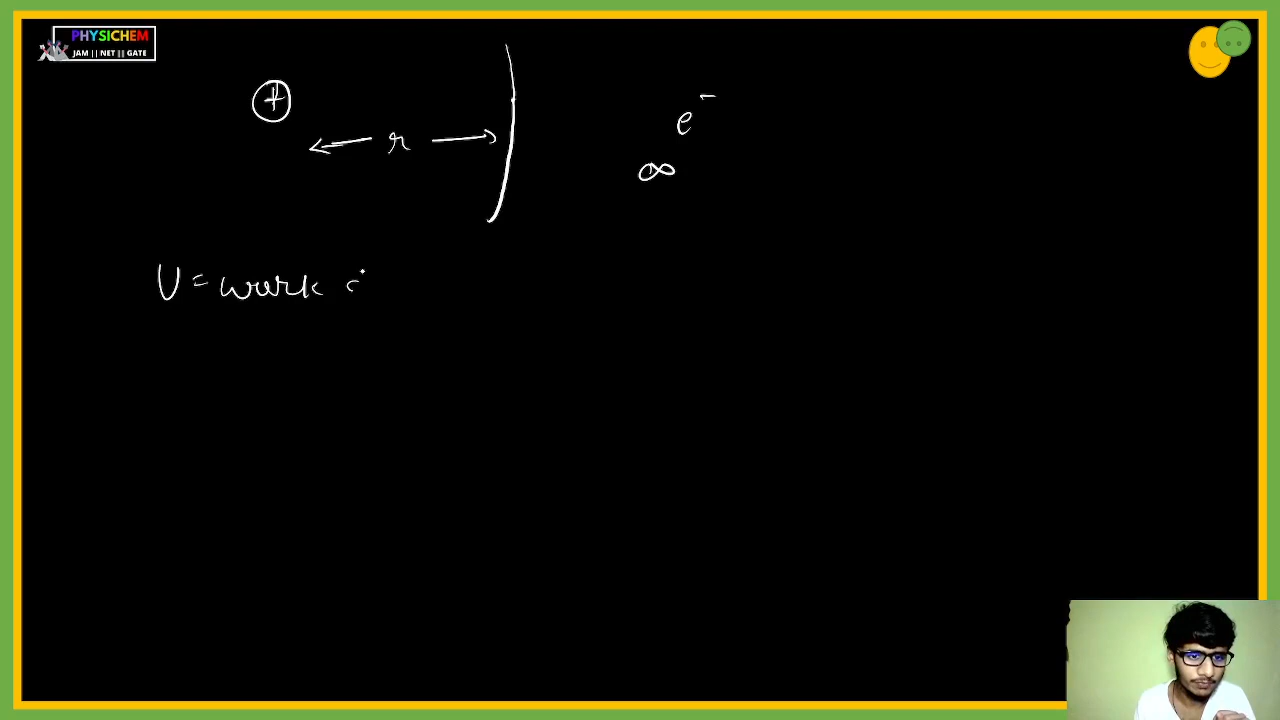 PHYSICHEM
JAM || NET || GATE
+
e⁻
r
∞
U = work